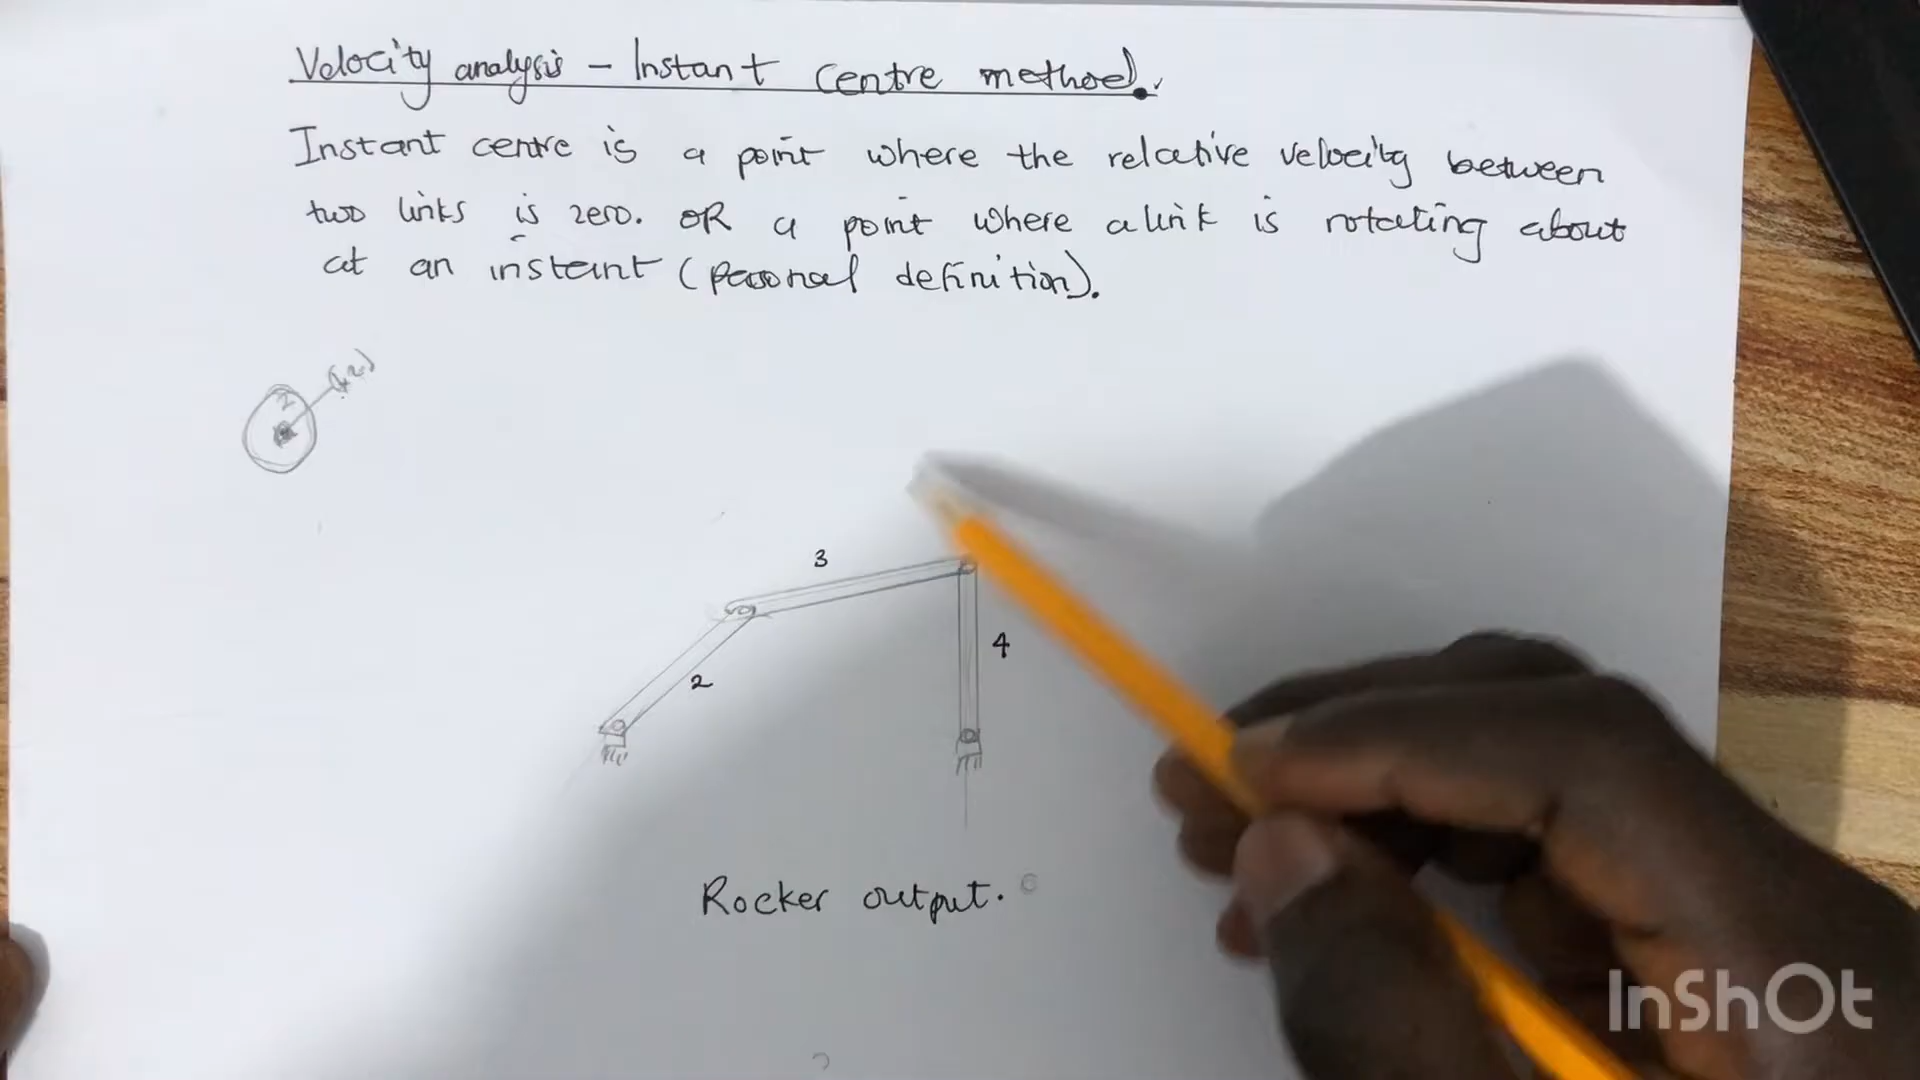 Velocity analysis - Instant Centre method.
Instant centre is a point where the relative velocity between
two links is zero. OR a point where a link is rotating about
at an instant (personal definition).
2
3
4
2
Rocker output.
InShOt